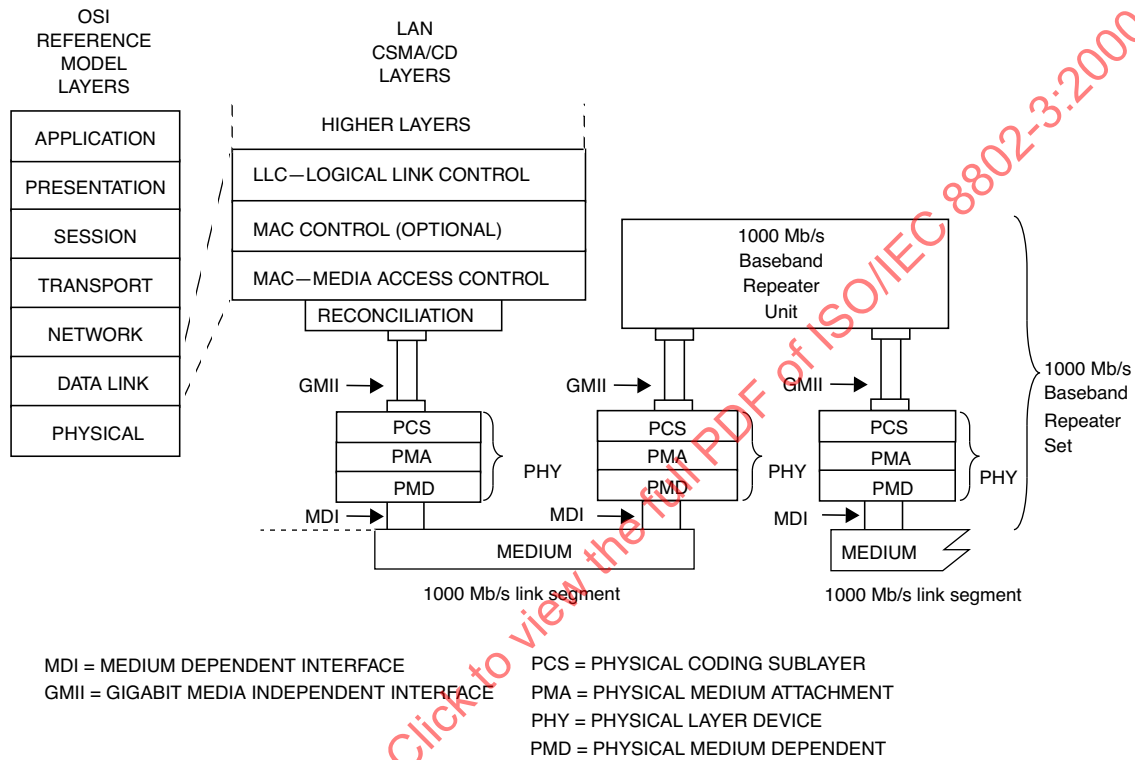 OSI
REFERENCE
MODEL
LAYERS
LAN
CSMA/CD
LAYERS
APPLICATION
PRESENTATION
SESSION
TRANSPORT
NETWORK
DATA LINK
PHYSICAL
HIGHER LAYERS
LLC—LOGICAL LINK CONTROL
MAC CONTROL (OPTIONAL)
MAC—MEDIA ACCESS CONTROL
RECONCILIATION
GMII
PCS
PMA
PMD
PHY
MDI
1000 Mb/s
Baseband
Repeater
Unit
GMII
PCS
PMA
PMD
PHY
MDI
GMII
PCS
PMA
PMD
PHY
MDI
1000 Mb/s
Baseband
Repeater
Set
MEDIUM
1000 Mb/s link segment
MEDIUM
1000 Mb/s link segment
MDI = MEDIUM DEPENDENT INTERFACE
GMII = GIGABIT MEDIA INDEPENDENT INTERFACE
PCS = PHYSICAL CODING SUBLAYER
PMA = PHYSICAL MEDIUM ATTACHMENT
PHY = PHYSICAL LAYER DEVICE
PMD = PHYSICAL MEDIUM DEPENDENT
Click to view the full PDF of ISO/IEC 8802-3:2000